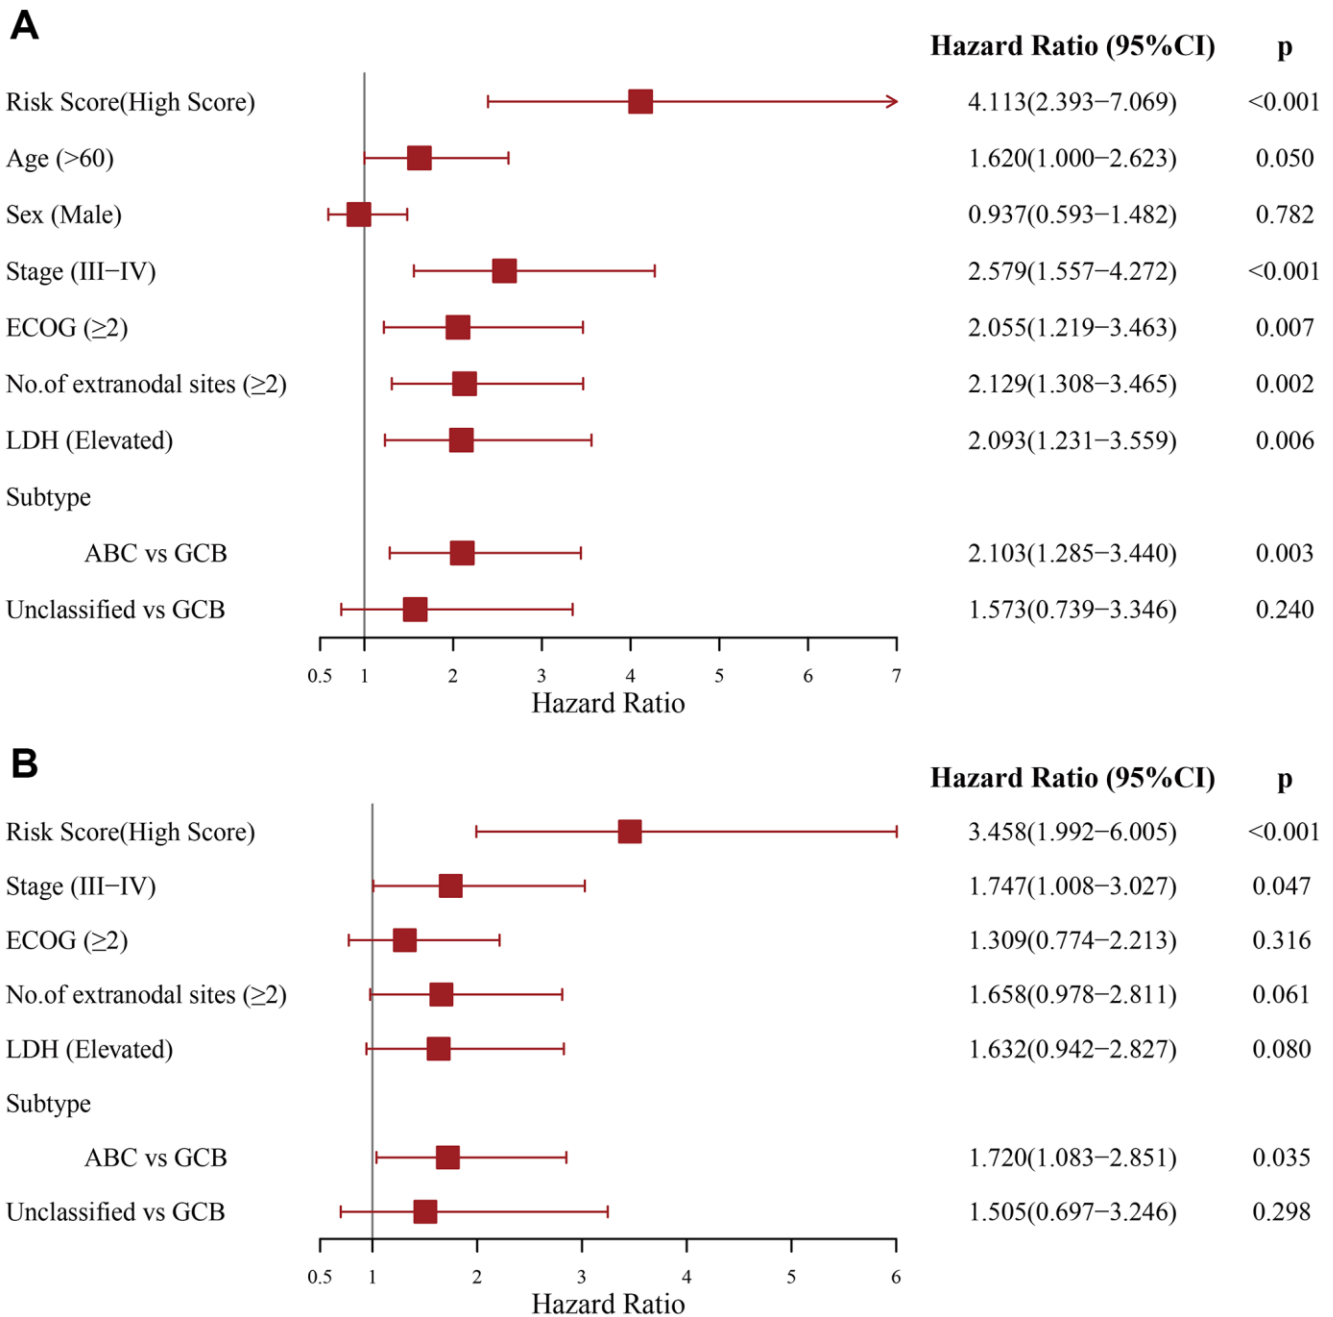 A
Hazard Ratio (95%CI) p
Risk Score(High Score) 4.113(2.393−7.069) <0.001
Age (>60) 1.620(1.000−2.623) 0.050
Sex (Male) 0.937(0.593−1.482) 0.782
Stage (III−IV) 2.579(1.557−4.272) <0.001
ECOG (≥2) 2.055(1.219−3.463) 0.007
No.of extranodal sites (≥2) 2.129(1.308−3.465) 0.002
LDH (Elevated) 2.093(1.231−3.559) 0.006
Subtype
ABC vs GCB 2.103(1.285−3.440) 0.003
Unclassified vs GCB 1.573(0.739−3.346) 0.240
0.5 1 2 3 4 5 6 7
Hazard Ratio
B
Hazard Ratio (95%CI) p
Risk Score(High Score) 3.458(1.992−6.005) <0.001
Stage (III−IV) 1.747(1.008−3.027) 0.047
ECOG (≥2) 1.309(0.774−2.213) 0.316
No.of extranodal sites (≥2) 1.658(0.978−2.811) 0.061
LDH (Elevated) 1.632(0.942−2.827) 0.080
Subtype
ABC vs GCB 1.720(1.083−2.851) 0.035
Unclassified vs GCB 1.505(0.697−3.246) 0.298
0.5 1 2 3 4 5 6
Hazard Ratio